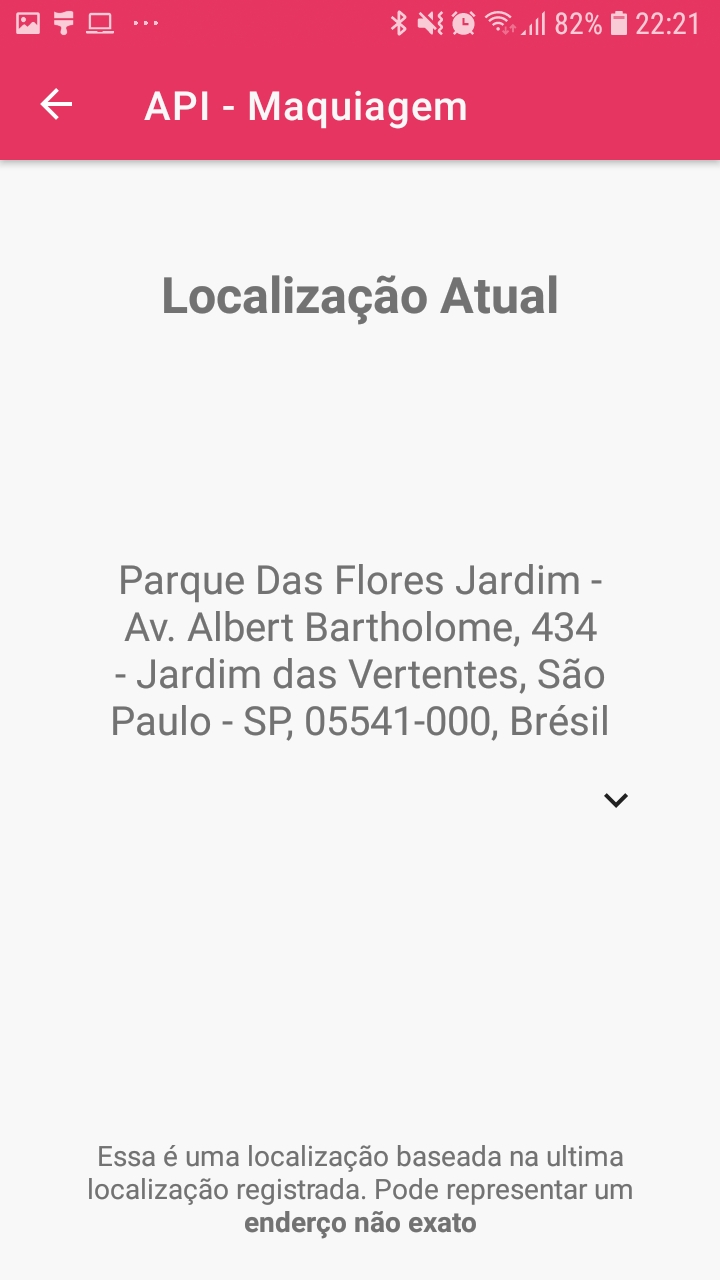 82% 22:21
API - Maquiagem
Localização Atual
Parque Das Flores Jardim -
Av. Albert Bartholome, 434
- Jardim das Vertentes, São
Paulo - SP, 05541-000, Brésil
Essa é uma localização baseada na ultima
localização registrada. Pode representar um
enderço não exato